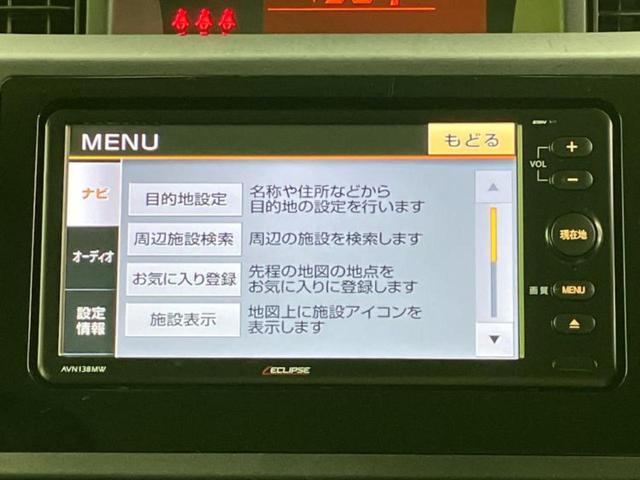 MENU
もどる
ナビ
オーディオ
設定
情報
目的地設定
名称や住所などから
目的地の設定を行います
周辺施設検索
周辺の施設を検索します
お気に入り登録
先程の地図の地点を
お気に入りに登録します
施設表示
地図上に施設アイコンを
表示します
VOL
+
−
現在地
画質
MENU
AVN138MW
ECLIPSE